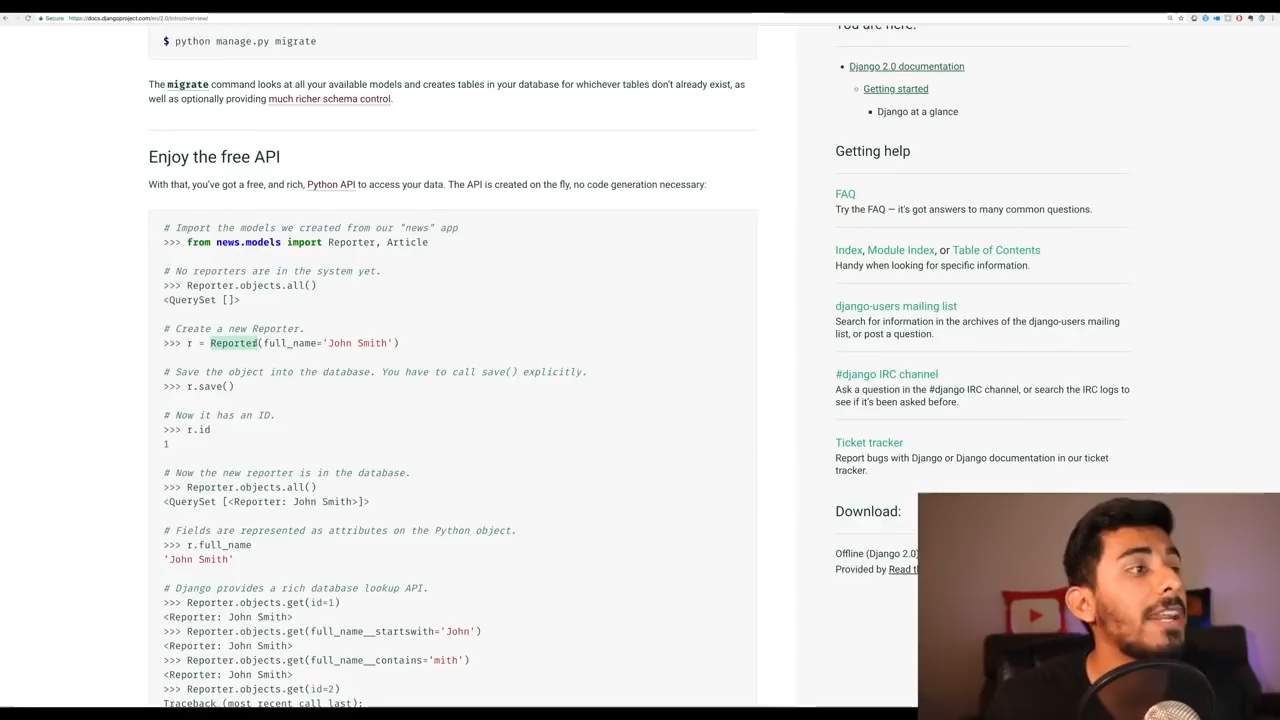 Secure
https://docs.djangoproject.com/en/2.0/intro/overview/
$ python manage.py migrate
The migrate command looks at all your available models and creates tables in your database for whichever tables don't already exist, as
well as optionally providing much richer schema control.
Enjoy the free API
With that, you've got a free, and rich, Python API to access your data. The API is created on the fly, no code generation necessary:
# Import the models we created from our "news" app
>>> from news.models import Reporter, Article
# No reporters are in the system yet.
>>> Reporter.objects.all()
<QuerySet []>
# Create a new Reporter.
>>> r = Reporter(full_name='John Smith')
# Save the object into the database. You have to call save() explicitly.
>>> r.save()
# Now it has an ID.
>>> r.id
1
# Now the new reporter is in the database.
>>> Reporter.objects.all()
<QuerySet [<Reporter: John Smith>]>
# Fields are represented as attributes on the Python object.
>>> r.full_name
'John Smith'
# Django provides a rich database lookup API.
>>> Reporter.objects.get(id=1)
<Reporter: John Smith>
>>> Reporter.objects.get(full_name__startswith='John')
<Reporter: John Smith>
>>> Reporter.objects.get(full_name__contains='mith')
<Reporter: John Smith>
>>> Reporter.objects.get(id=2)
Traceback (most recent call last):
You are here:
Django 2.0 documentation
Getting started
Django at a glance
Getting help
FAQ
Try the FAQ — it's got answers to many common questions.
Index, Module Index, or Table of Contents
Handy when looking for specific information.
django-users mailing list
Search for information in the archives of the django-users mailing
list, or post a question.
#django IRC channel
Ask a question in the #django IRC channel, or search the IRC logs to
see if it's been asked before.
Ticket tracker
Report bugs with Django or Django documentation in our ticket
tracker.
Download:
Offline (Django 2.0)
Provided by Read